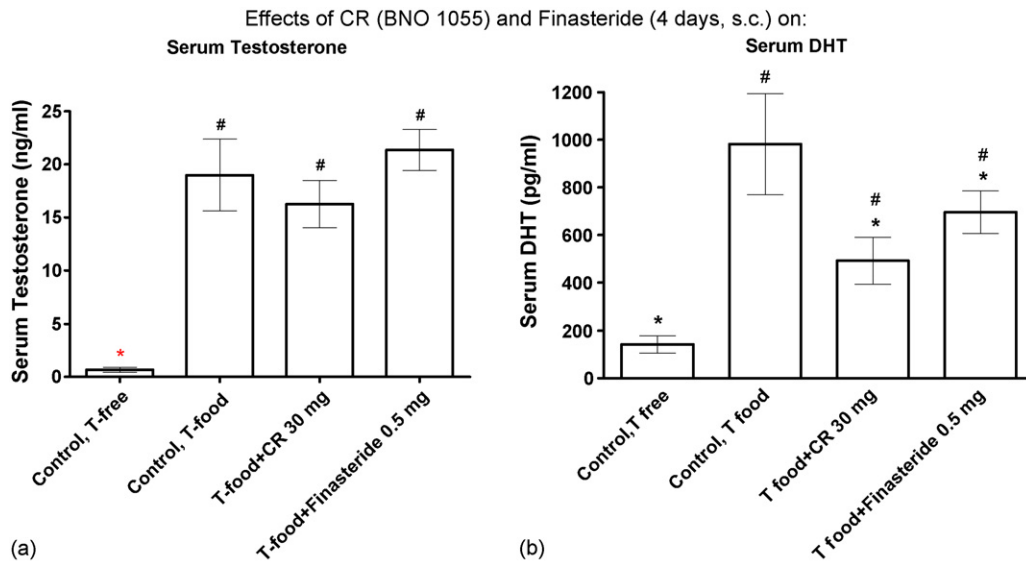 Effects of CR (BNO 1055) and Finasteride (4 days, s.c.) on:
Serum Testosterone
Serum Testosterone (ng/ml)
25
20
15
10
5
0
*
#
#
#
Control, T-free
Control, T-food
T-food+CR 30 mg
T-food+Finasteride 0.5 mg
(a)
Serum DHT
Serum DHT (pg/ml)
1200
1000
800
600
400
200
0
*
#
#
*
#
*
Control,T free
T food
Control, T food
T food+CR 30 mg
T food+Finasteride 0.5 mg
(b)